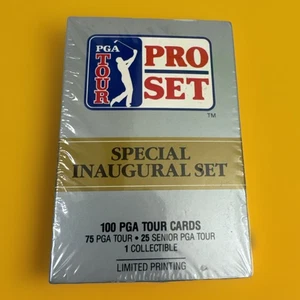 PGA
TOUR
PRO
SET
TM
SPECIAL
INAUGURAL SET
100 PGA TOUR CARDS
75 PGA TOUR • 25 SENIOR PGA TOUR
1 COLLECTIBLE
LIMITED PRINTING